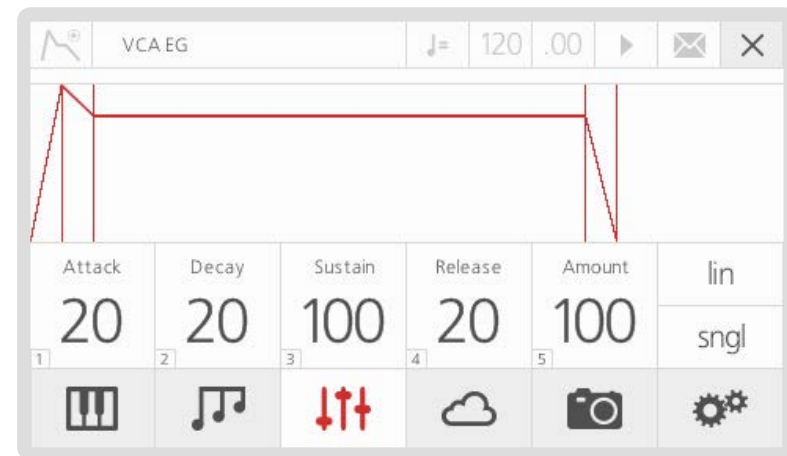 VCA EG ♩= 120 .00
Attack Decay Sustain Release Amount lin
20 20 100 20 100 sngl
1 2 3 4 5